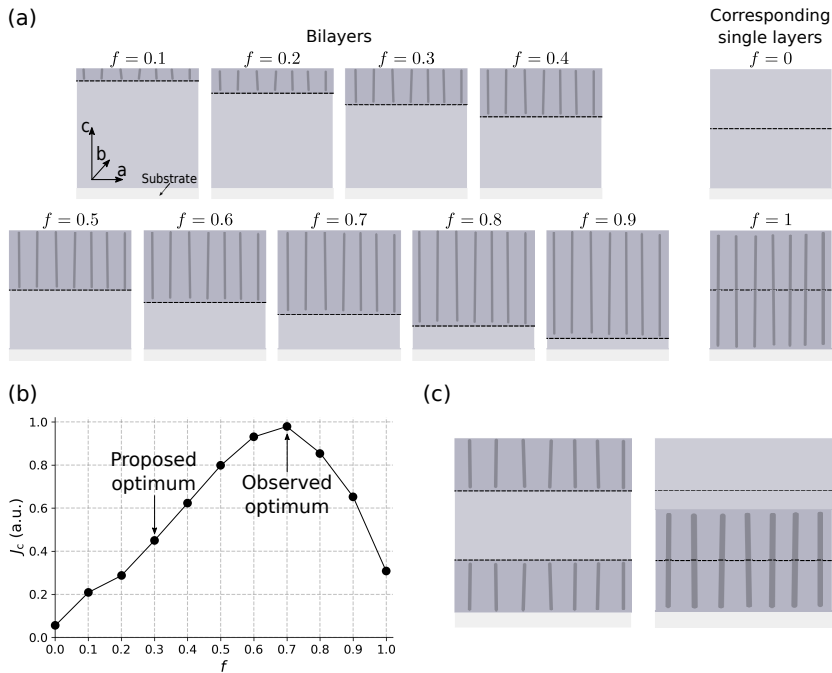 (a)
Bilayers
Corresponding
single layers
f = 0.1
f = 0.2
f = 0.3
f = 0.4
f = 0
c
b
a
Substrate
f = 0.5
f = 0.6
f = 0.7
f = 0.8
f = 0.9
f = 1
(b)
(c)
1.0
0.8
0.6
0.4
0.2
0.0
Jc (a.u.)
Proposed
optimum
Observed
optimum
0.0 0.1 0.2 0.3 0.4 0.5 0.6 0.7 0.8 0.9 1.0
f